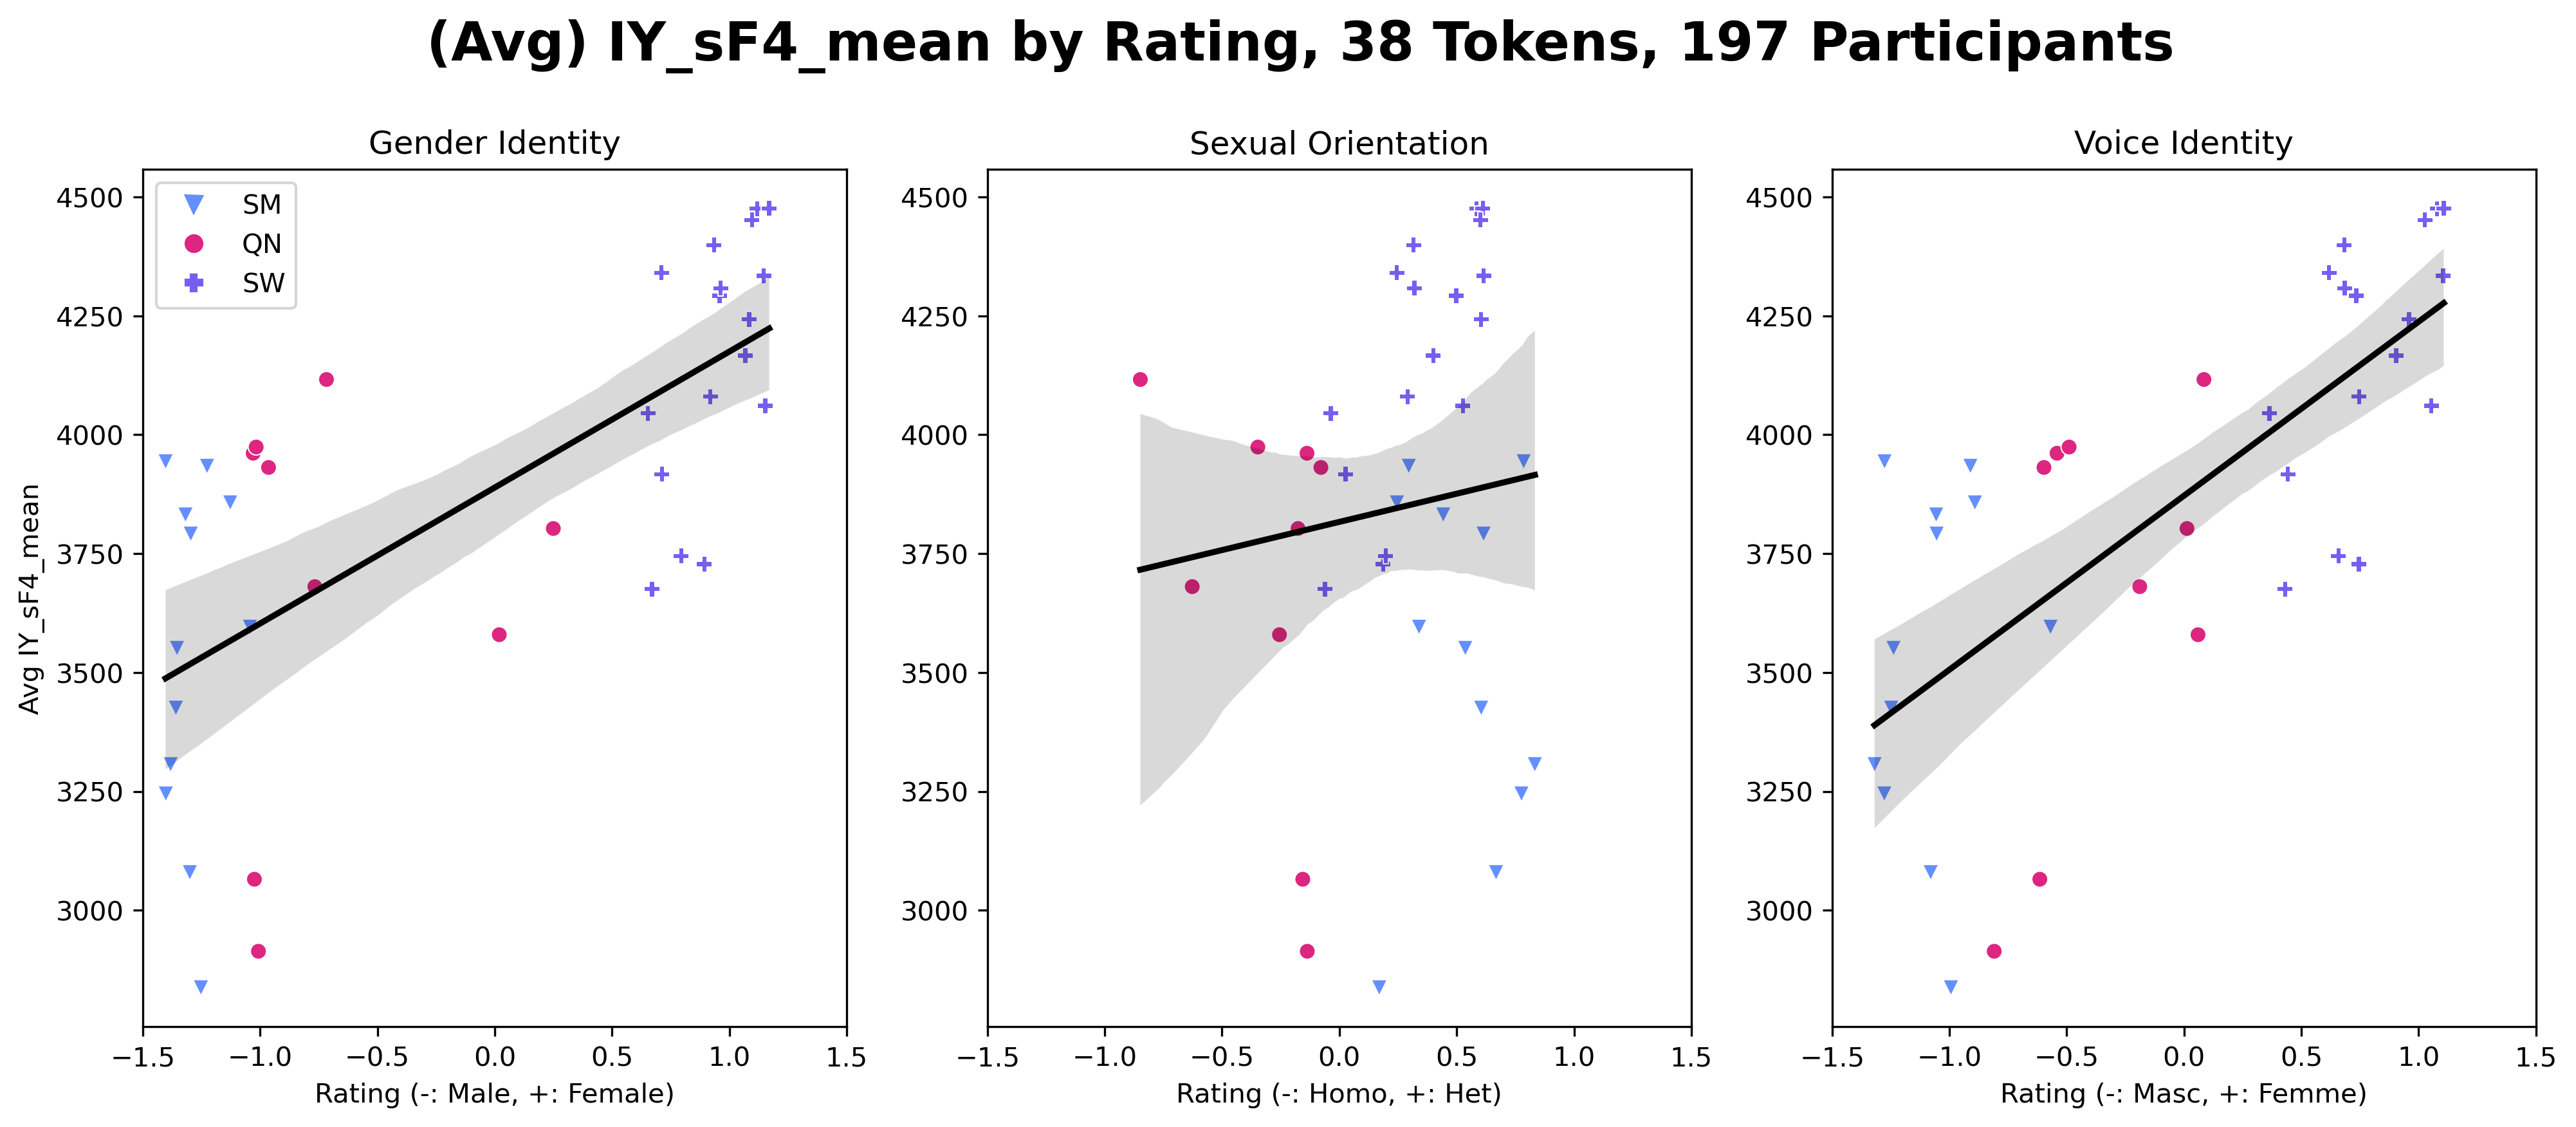 (Avg) IY_sF4_mean by Rating, 38 Tokens, 197 Participants
Gender Identity
Sexual Orientation
Voice Identity
SM
QN
SW
Avg IY_sF4_mean
4500
4250
4000
3750
3500
3250
3000
−1.5 −1.0 −0.5 0.0 0.5 1.0 1.5
Rating (-: Male, +: Female)
4500
4250
4000
3750
3500
3250
3000
−1.5 −1.0 −0.5 0.0 0.5 1.0 1.5
Rating (-: Homo, +: Het)
4500
4250
4000
3750
3500
3250
3000
−1.5 −1.0 −0.5 0.0 0.5 1.0 1.5
Rating (-: Masc, +: Femme)